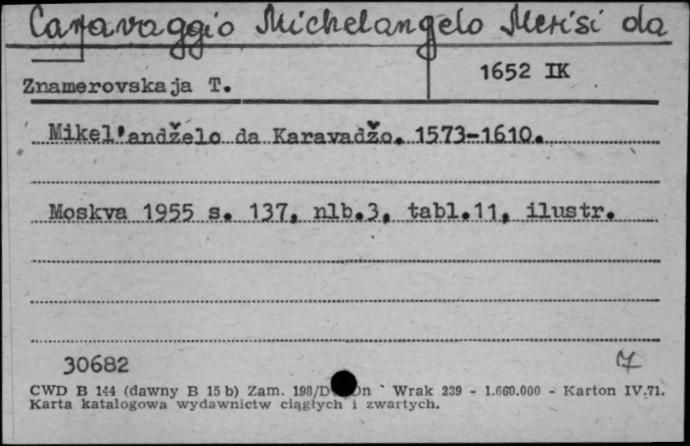 Caravaggio Michelangelo Merisi da
Znamerovskaja T.
1652 IK
Mikel'andželo da Karavadžo. 1573-1610.
Moskva 1955 s. 137, nlb.3, tabl.11, ilustr.
30682
7
CWD B 144 (dawny B 15 b) Zam. Wrak 239 - 1.660.000 - Karton IV.71.
Karta katalogowa wydawnictw ciągłych i zwartych.